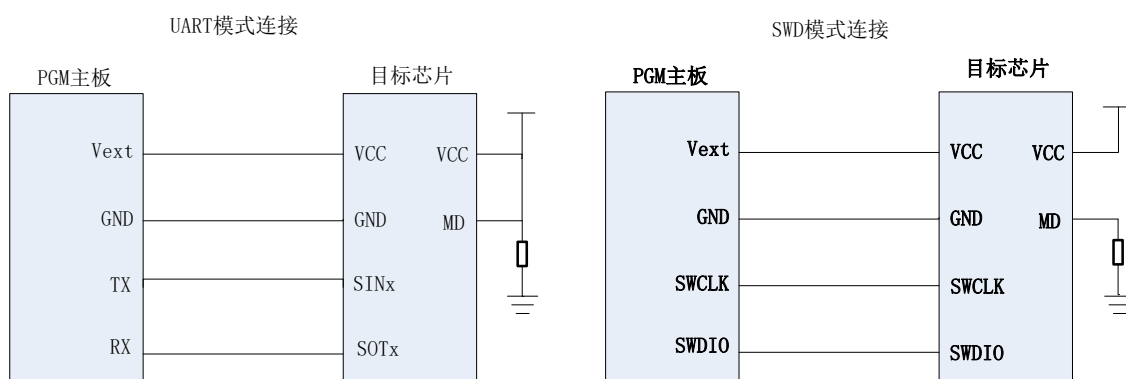 UART模式连接
PGM主板
目标芯片
Vext
VCC
VCC
GND
GND
MD
TX
SINx
RX
SOTx
SWD模式连接
PGM主板
目标芯片
Vext
VCC
VCC
GND
GND
MD
SWCLK
SWCLK
SWDIO
SWDIO